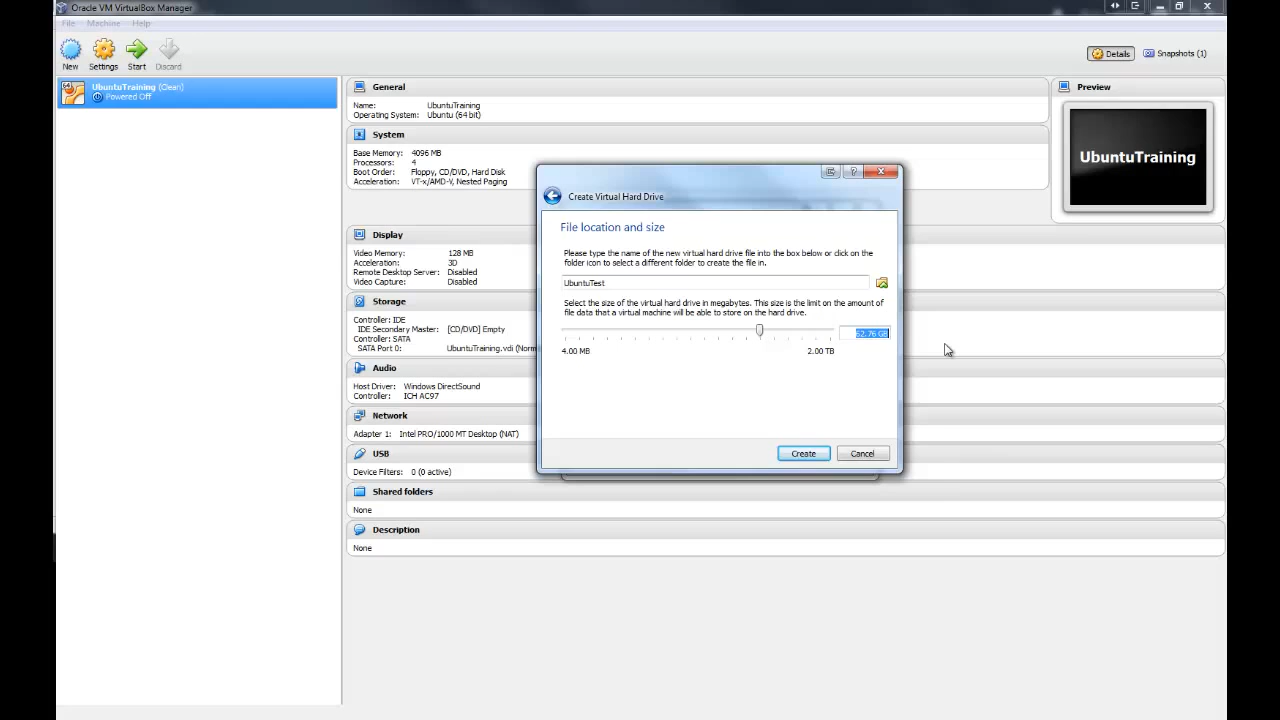 Oracle VM VirtualBox Manager
File Machine Help
New Settings Start Discard
Details Snapshots (1)
UbuntuTraining (Clean)
Powered Off
General
Name: UbuntuTraining
Operating System: Ubuntu (64 bit)
System
Base Memory: 4096 MB
Processors: 4
Boot Order: Floppy, CD/DVD, Hard Disk
Acceleration: VT-x/AMD-V, Nested Paging
Display
Video Memory: 128 MB
Acceleration: 3D
Remote Desktop Server: Disabled
Video Capture: Disabled
Storage
Controller: IDE
IDE Secondary Master: [CD/DVD] Empty
Controller: SATA
SATA Port 0: UbuntuTraining.vdi (Norm
Audio
Host Driver: Windows DirectSound
Controller: ICH AC97
Network
Adapter 1: Intel PRO/1000 MT Desktop (NAT)
USB
Device Filters: 0 (0 active)
Shared folders
None
Description
None
Preview
UbuntuTraining
Create Virtual Hard Drive
File location and size
Please type the name of the new virtual hard drive file into the box below or click on the
folder icon to select a different folder to create the file in.
UbuntuTest
Select the size of the virtual hard drive in megabytes. This size is the limit on the amount of
file data that a virtual machine will be able to store on the hard drive.
62.76 GB
4.00 MB 2.00 TB
Create Cancel